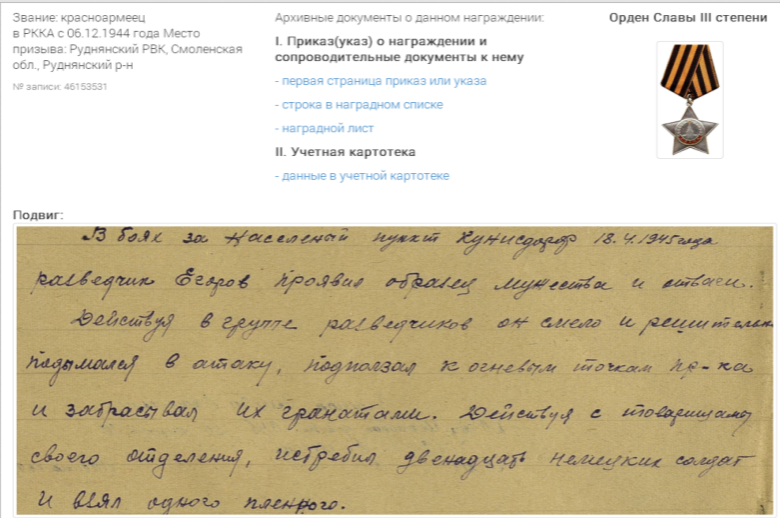 Звание: красноармеец
в РККА с 06.12.1944 года Место
призыва: Руднянский РВК, Смоленская
обл., Руднянский р-н
№ записи: 46153531
Архивные документы о данном награждении:
I. Приказ(указ) о награждении и
сопроводительные документы к нему
- первая страница приказ или указа
- строка в наградном списке
- наградной лист
II. Учетная картотека
- данные в учетной картотеке
Орден Славы III степени
Подвиг:
В боях за населеный пункт Кунисдорф 18.4.1945 года
разведчик Егоров проявил образец мужества и отваги.
Действуя в группе разведчиков он смело и решительн
подымался в атаку, подползал к огневым точкам пр-ка
и забрасывал их гранатами. Действуя с товарищами
своего отделения, истребил двенадцать немецких солдат
и взял одного пленного.